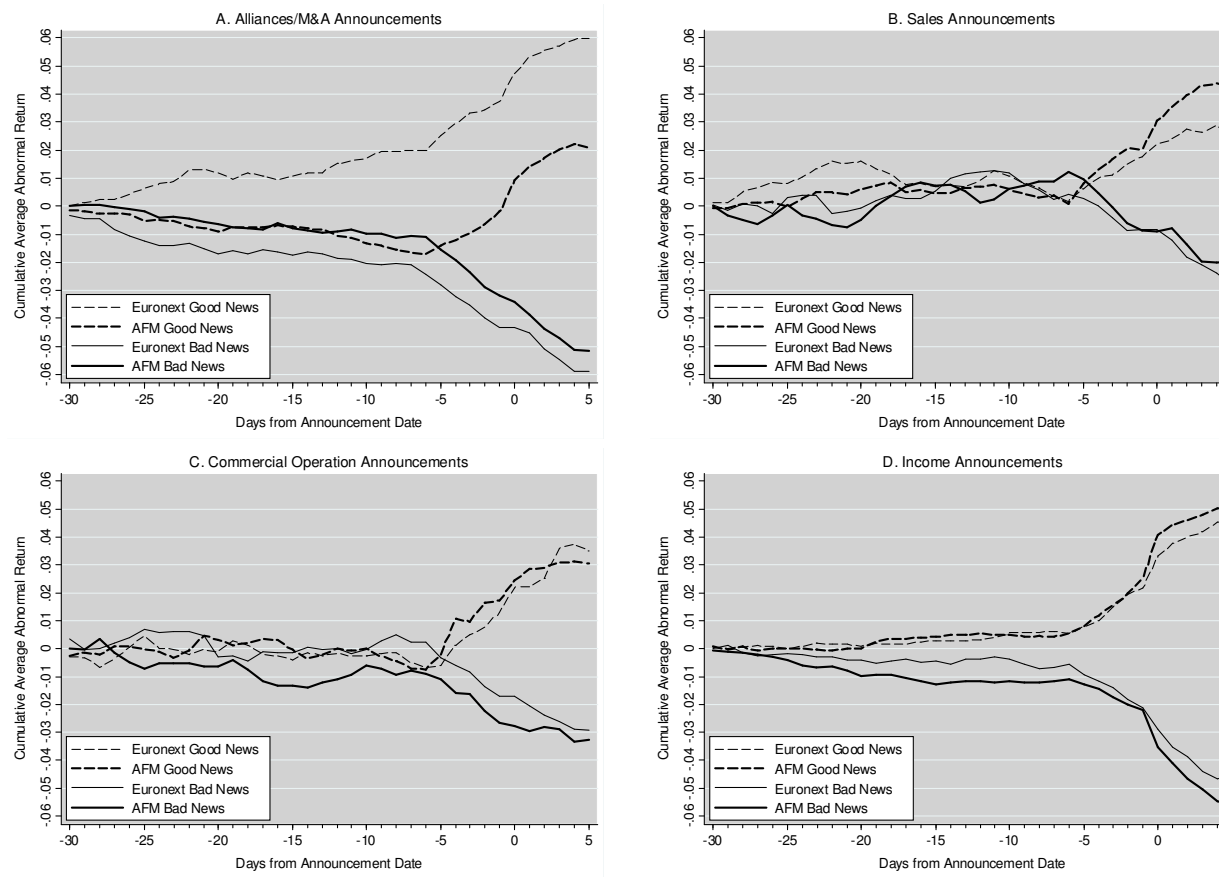 A. Alliances/M&A Announcements
Cumulative Average Abnormal Return
.06
.05
.04
.03
.02
.01
0
-.01
-.02
-.03
-.04
-.05
-.06
Euronext Good News
AFM Good News
Euronext Bad News
AFM Bad News
-30 -25 -20 -15 -10 -5 0 5
Days from Announcement Date
B. Sales Announcements
Cumulative Average Abnormal Return
.06
.05
.04
.03
.02
.01
0
-.01
-.02
-.03
-.04
-.05
-.06
Euronext Good News
AFM Good News
Euronext Bad News
AFM Bad News
-30 -25 -20 -15 -10 -5 0
Days from Announcement Date
C. Commercial Operation Announcements
Cumulative Average Abnormal Return
.06
.05
.04
.03
.02
.01
0
-.01
-.02
-.03
-.04
-.05
-.06
Euronext Good News
AFM Good News
Euronext Bad News
AFM Bad News
-30 -25 -20 -15 -10 -5 0 5
Days from Announcement Date
D. Income Announcements
Cumulative Average Abnormal Return
.06
.05
.04
.03
.02
.01
0
-.01
-.02
-.03
-.04
-.05
-.06
Euronext Good News
AFM Good News
Euronext Bad News
AFM Bad News
-30 -25 -20 -15 -10 -5 0
Days from Announcement Date